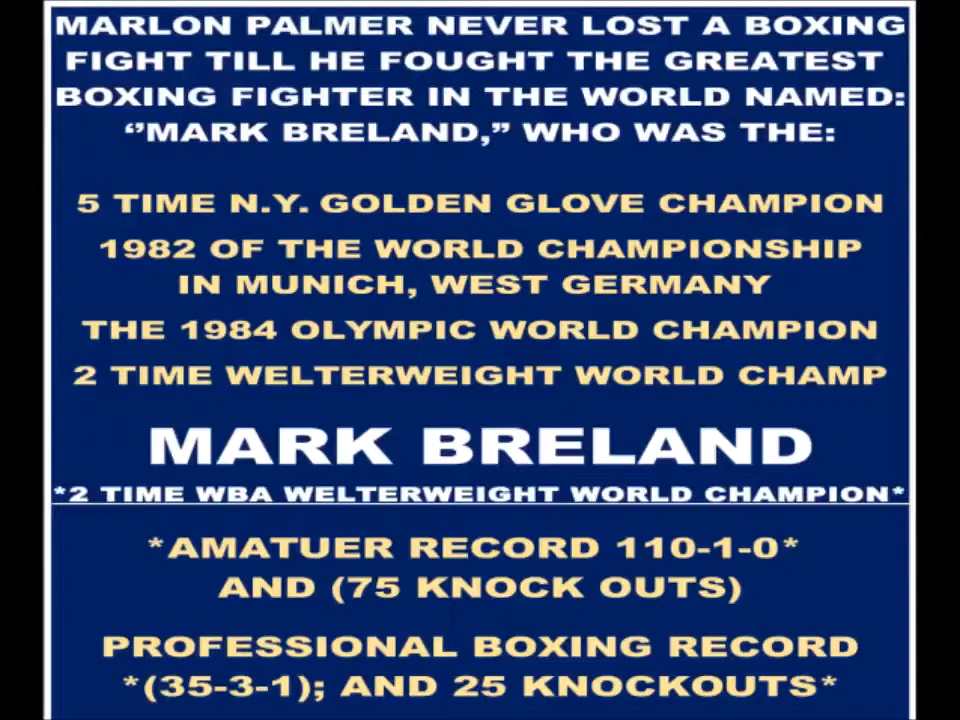 MARLON PALMER NEVER LOST A BOXING
FIGHT TILL HE FOUGHT THE GREATEST
BOXING FIGHTER IN THE WORLD NAMED:
‘’MARK BRELAND,” WHO WAS THE:
5 TIME N.Y. GOLDEN GLOVE CHAMPION
1982 OF THE WORLD CHAMPIONSHIP
IN MUNICH, WEST GERMANY
THE 1984 OLYMPIC WORLD CHAMPION
2 TIME WELTERWEIGHT WORLD CHAMP
MARK BRELAND
*2 TIME WBA WELTERWEIGHT WORLD CHAMPION*
*AMATUER RECORD 110-1-0*
AND (75 KNOCK OUTS)
PROFESSIONAL BOXING RECORD
*(35-3-1); AND 25 KNOCKOUTS*